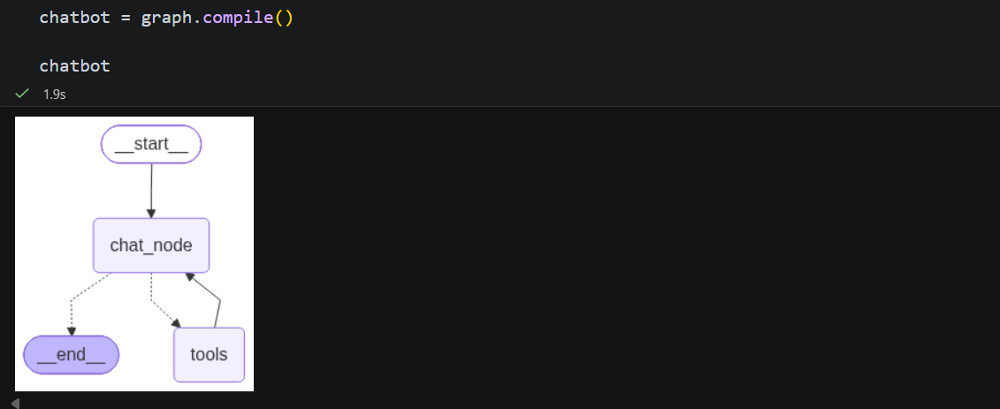 chatbot = graph.compile()
chatbot
1.9s
__start__
chat_node
__end__
tools